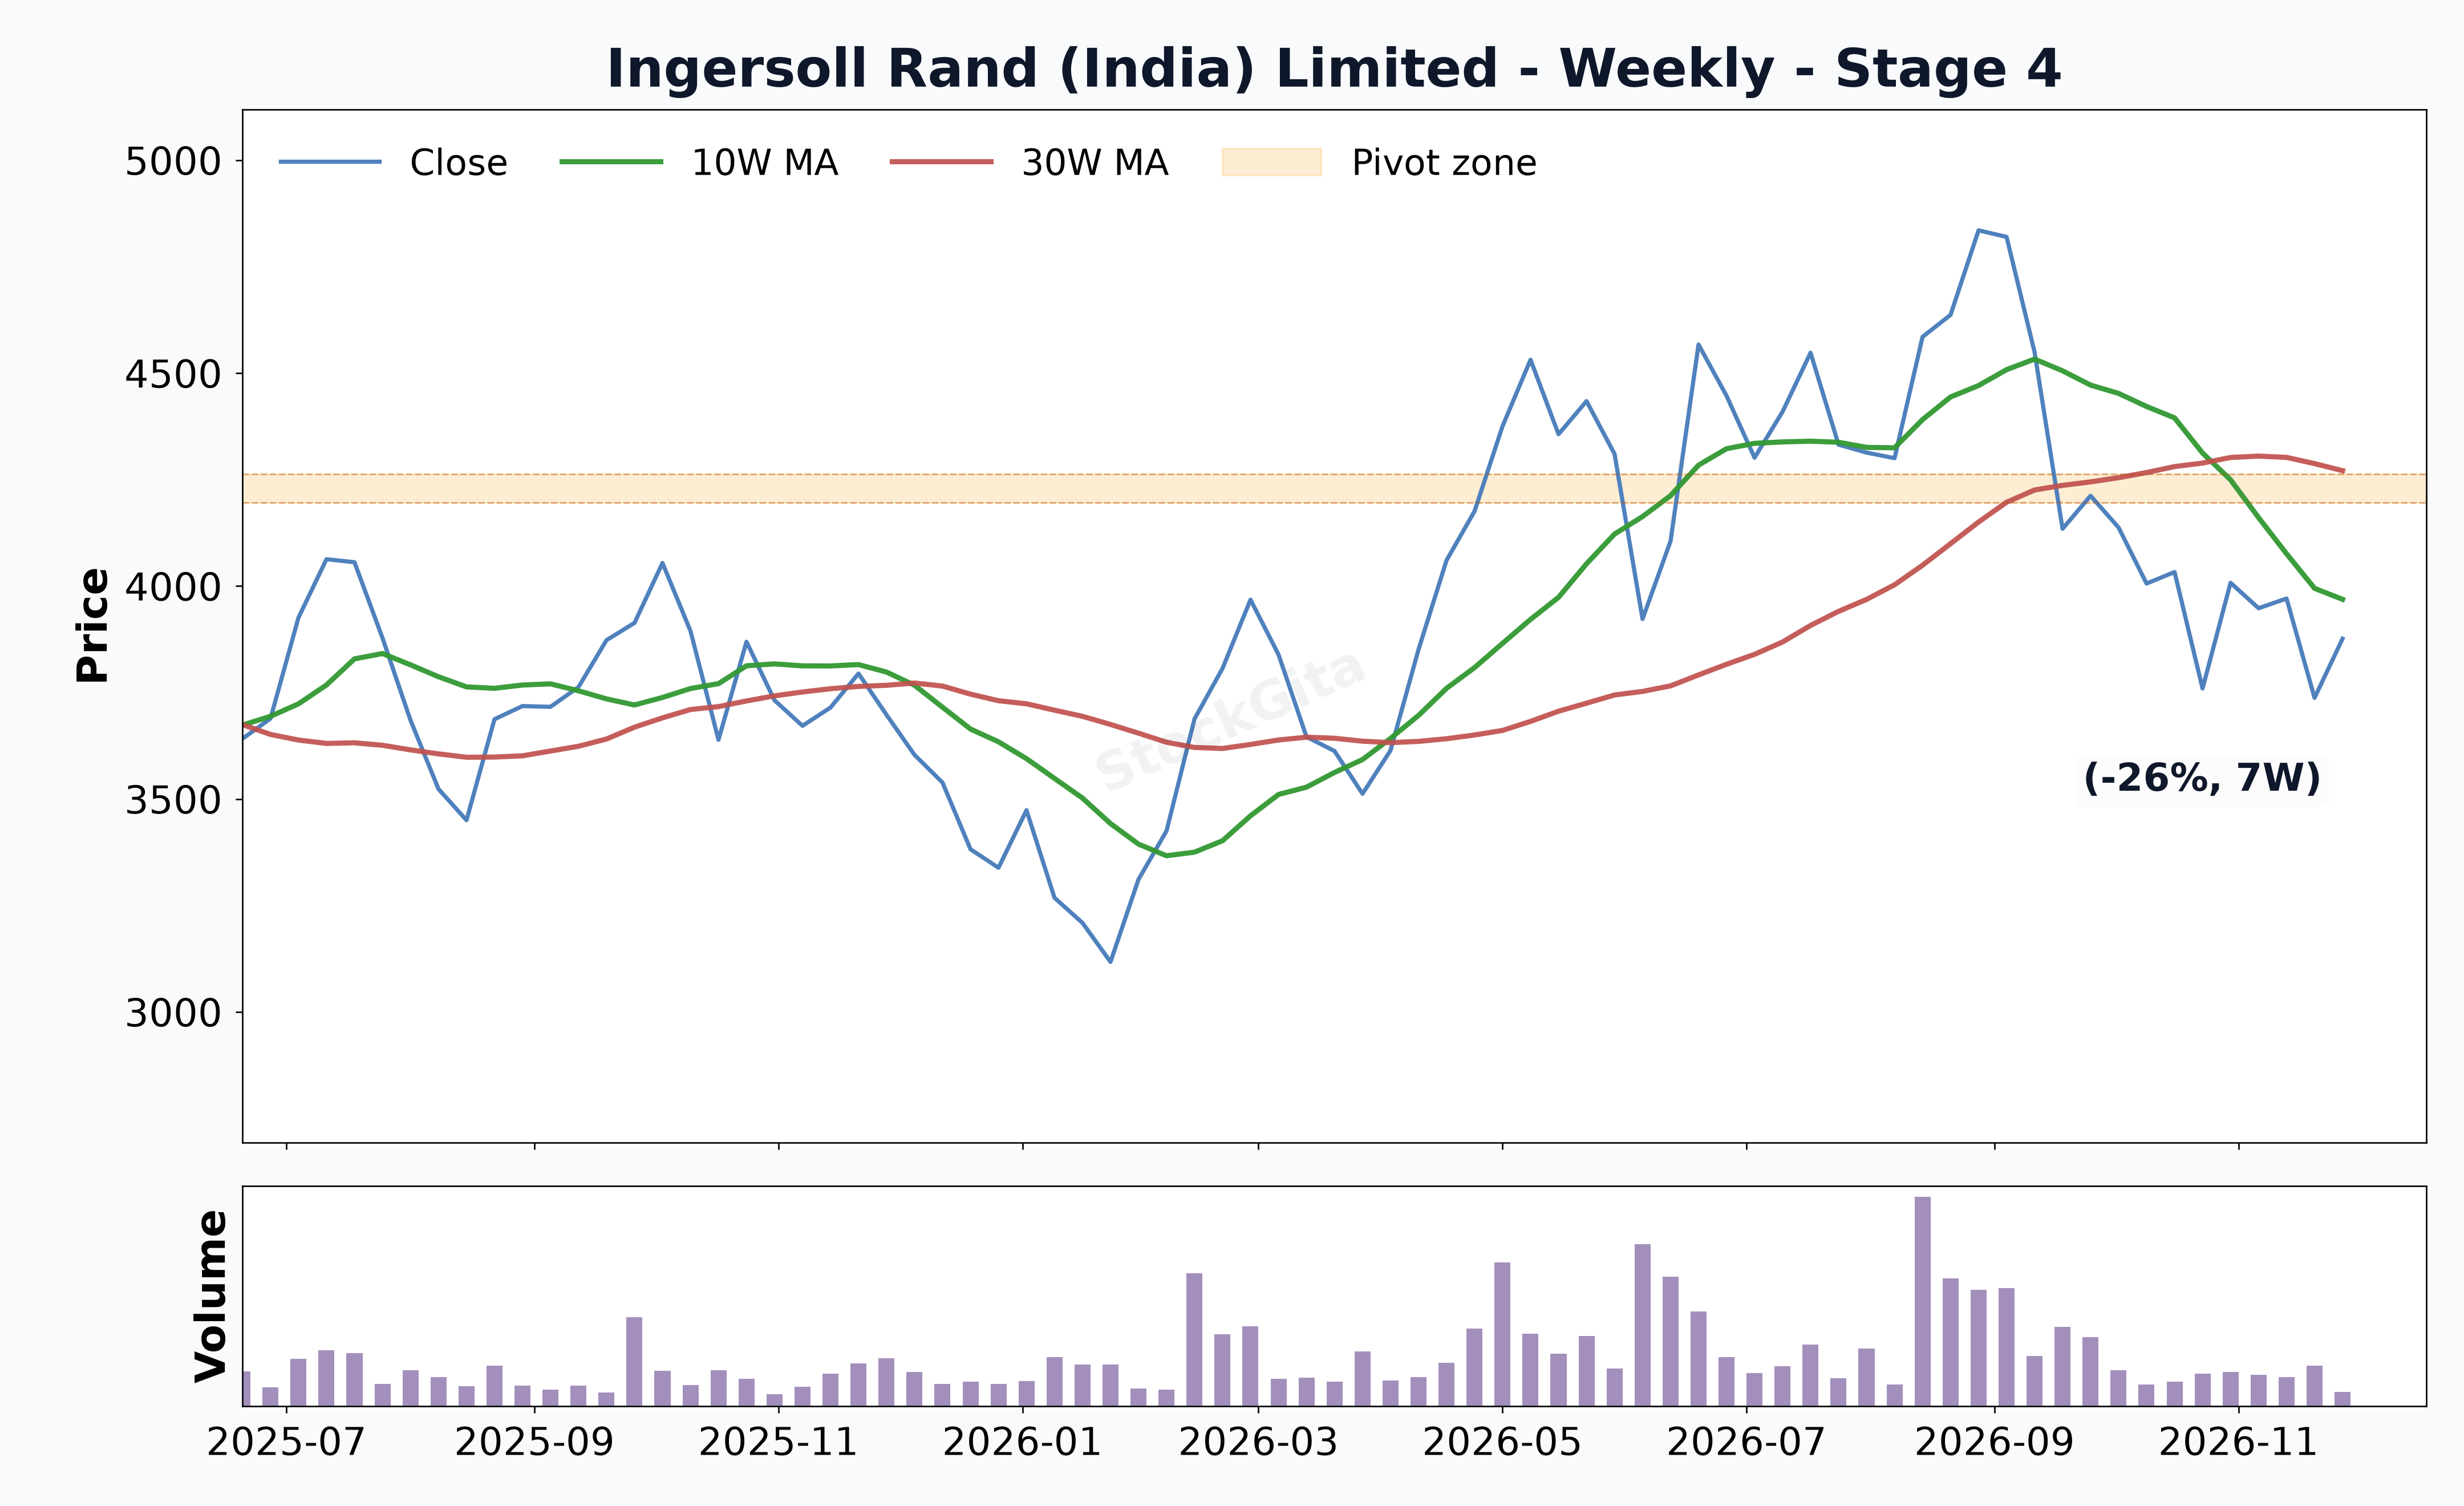 Ingersoll Rand (India) Limited - Weekly - Stage 4
Close 10W MA 30W MA Pivot zone
Price
5000
4500
4000
3500
3000
StockGita
(-26%, 7W)
Volume
2025-07 2025-09 2025-11 2026-01 2026-03 2026-05 2026-07 2026-09 2026-11